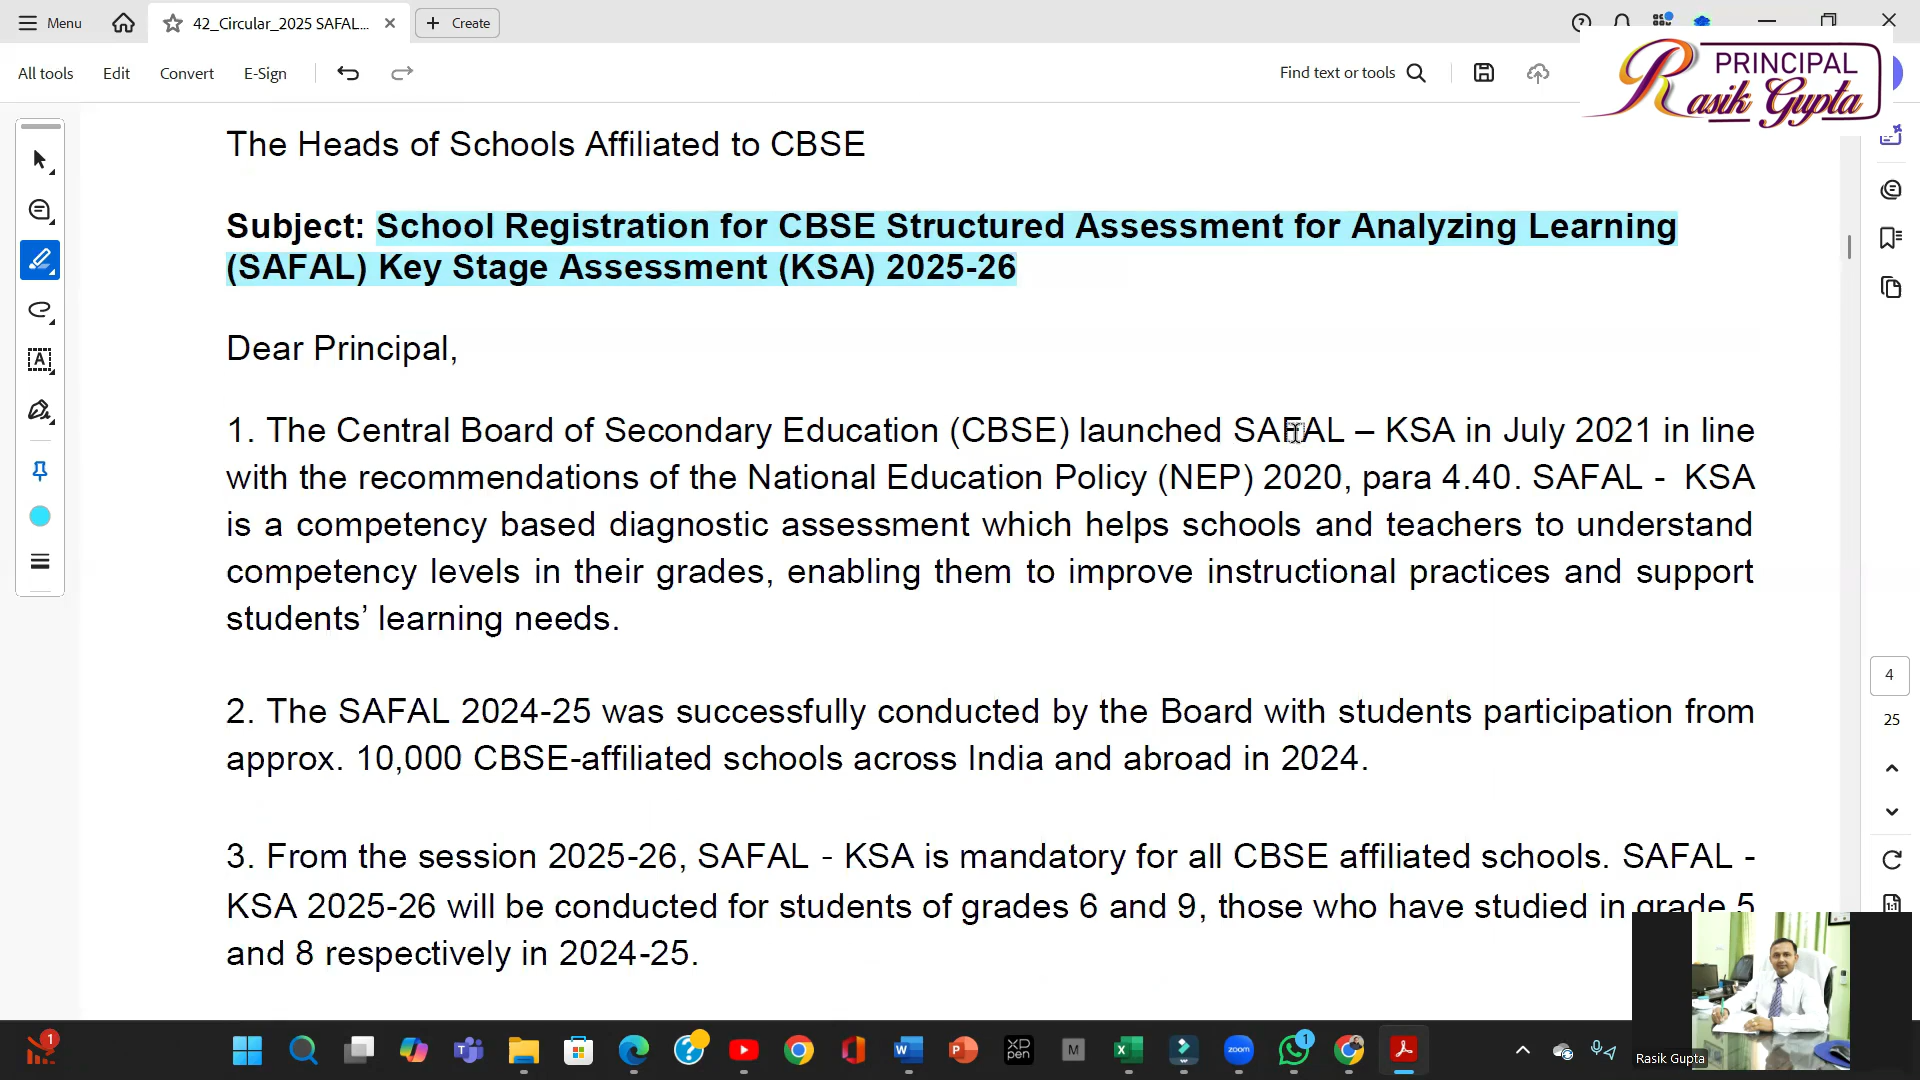 Menu
42_Circular_2025 SAFAL...
Create
All tools
Edit
Convert
E-Sign
Find text or tools
PRINCIPAL
Rasik Gupta
The Heads of Schools Affiliated to CBSE
Subject: School Registration for CBSE Structured Assessment for Analyzing Learning
(SAFAL) Key Stage Assessment (KSA) 2025-26
Dear Principal,
1. The Central Board of Secondary Education (CBSE) launched SAFAL – KSA in July 2021 in line
with the recommendations of the National Education Policy (NEP) 2020, para 4.40. SAFAL - KSA
is a competency based diagnostic assessment which helps schools and teachers to understand
competency levels in their grades, enabling them to improve instructional practices and support
students’ learning needs.
2. The SAFAL 2024-25 was successfully conducted by the Board with students participation from
approx. 10,000 CBSE-affiliated schools across India and abroad in 2024.
3. From the session 2025-26, SAFAL - KSA is mandatory for all CBSE affiliated schools. SAFAL -
KSA 2025-26 will be conducted for students of grades 6 and 9, those who have studied in grade 5
and 8 respectively in 2024-25.
4
25
1:1
A
1
W
P
XP
pen
M
X
zoom
1
Rasik Gupta